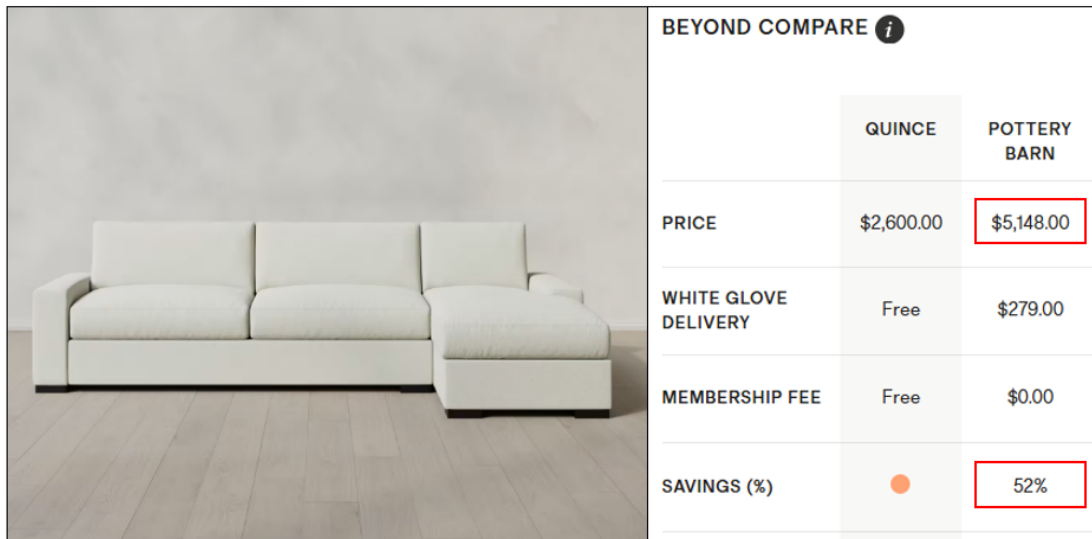 BEYOND COMPARE i
QUINCE POTTERY
BARN
PRICE $2,600.00 $5,148.00
WHITE GLOVE
DELIVERY Free $279.00
MEMBERSHIP FEE Free $0.00
SAVINGS (%) 52%